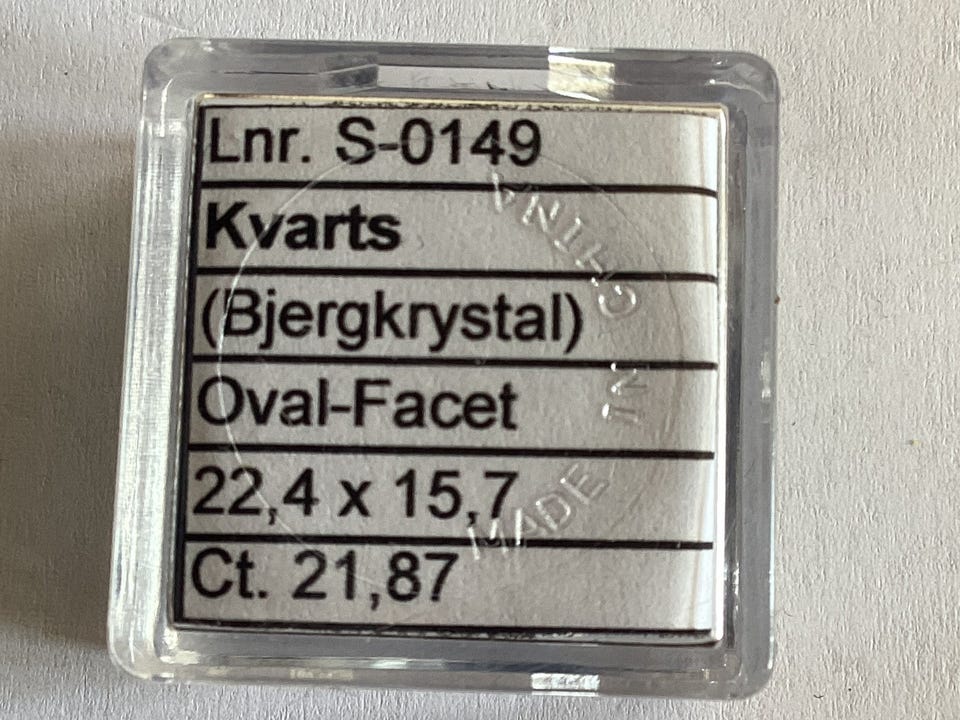 Lnr. S-0149
Kvarts
(Bjergkrystal)
Oval-Facet
22,4 x 15,7
Ct. 21,87
MADE IN CHINA